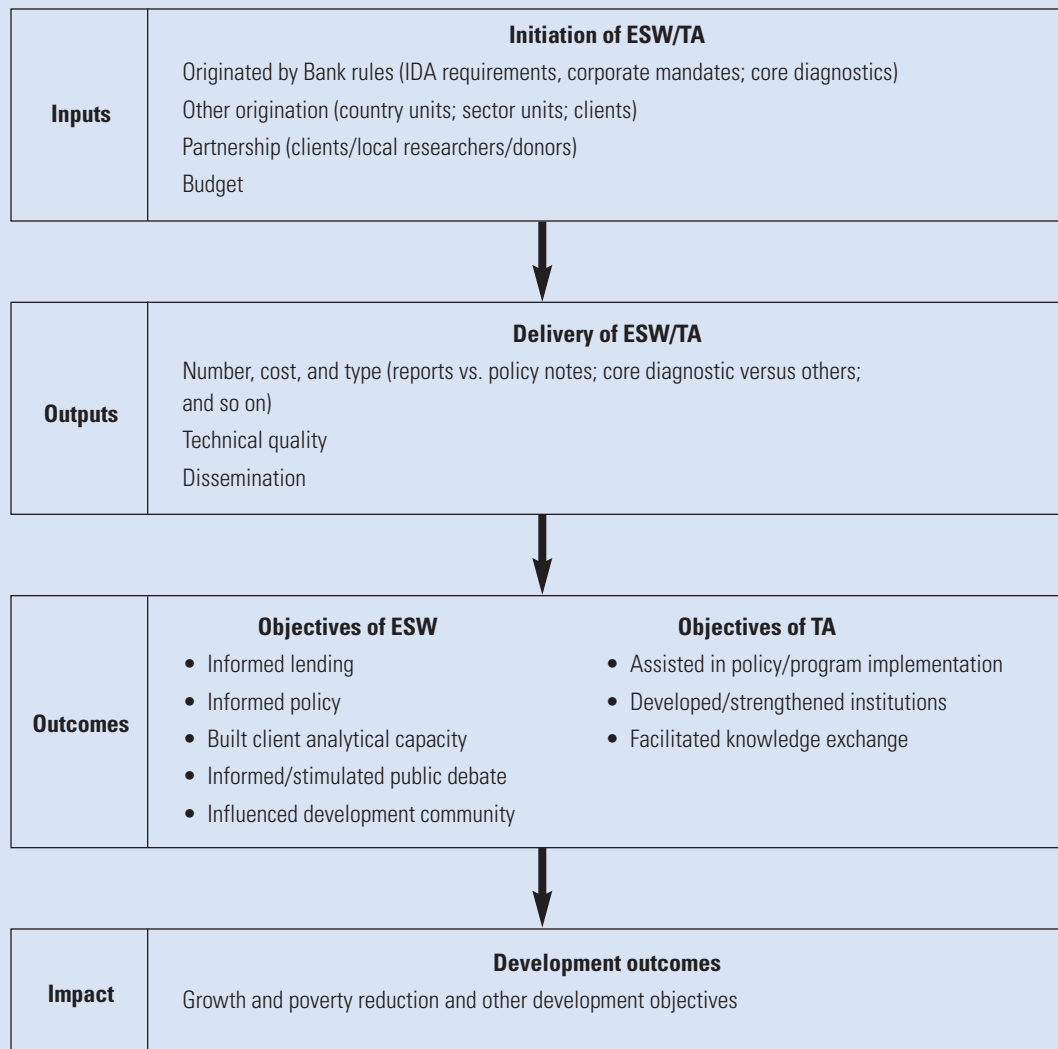 Inputs
Initiation of ESW/TA
Originated by Bank rules (IDA requirements, corporate mandates; core diagnostics)
Other origination (country units; sector units; clients)
Partnership (clients/local researchers/donors)
Budget
Outputs
Delivery of ESW/TA
Number, cost, and type (reports vs. policy notes; core diagnostic versus others;
and so on)
Technical quality
Dissemination
Outcomes
Objectives of ESW
• Informed lending
• Informed policy
• Built client analytical capacity
• Informed/stimulated public debate
• Influenced development community
Objectives of TA
• Assisted in policy/program implementation
• Developed/strengthened institutions
• Facilitated knowledge exchange
Impact
Development outcomes
Growth and poverty reduction and other development objectives